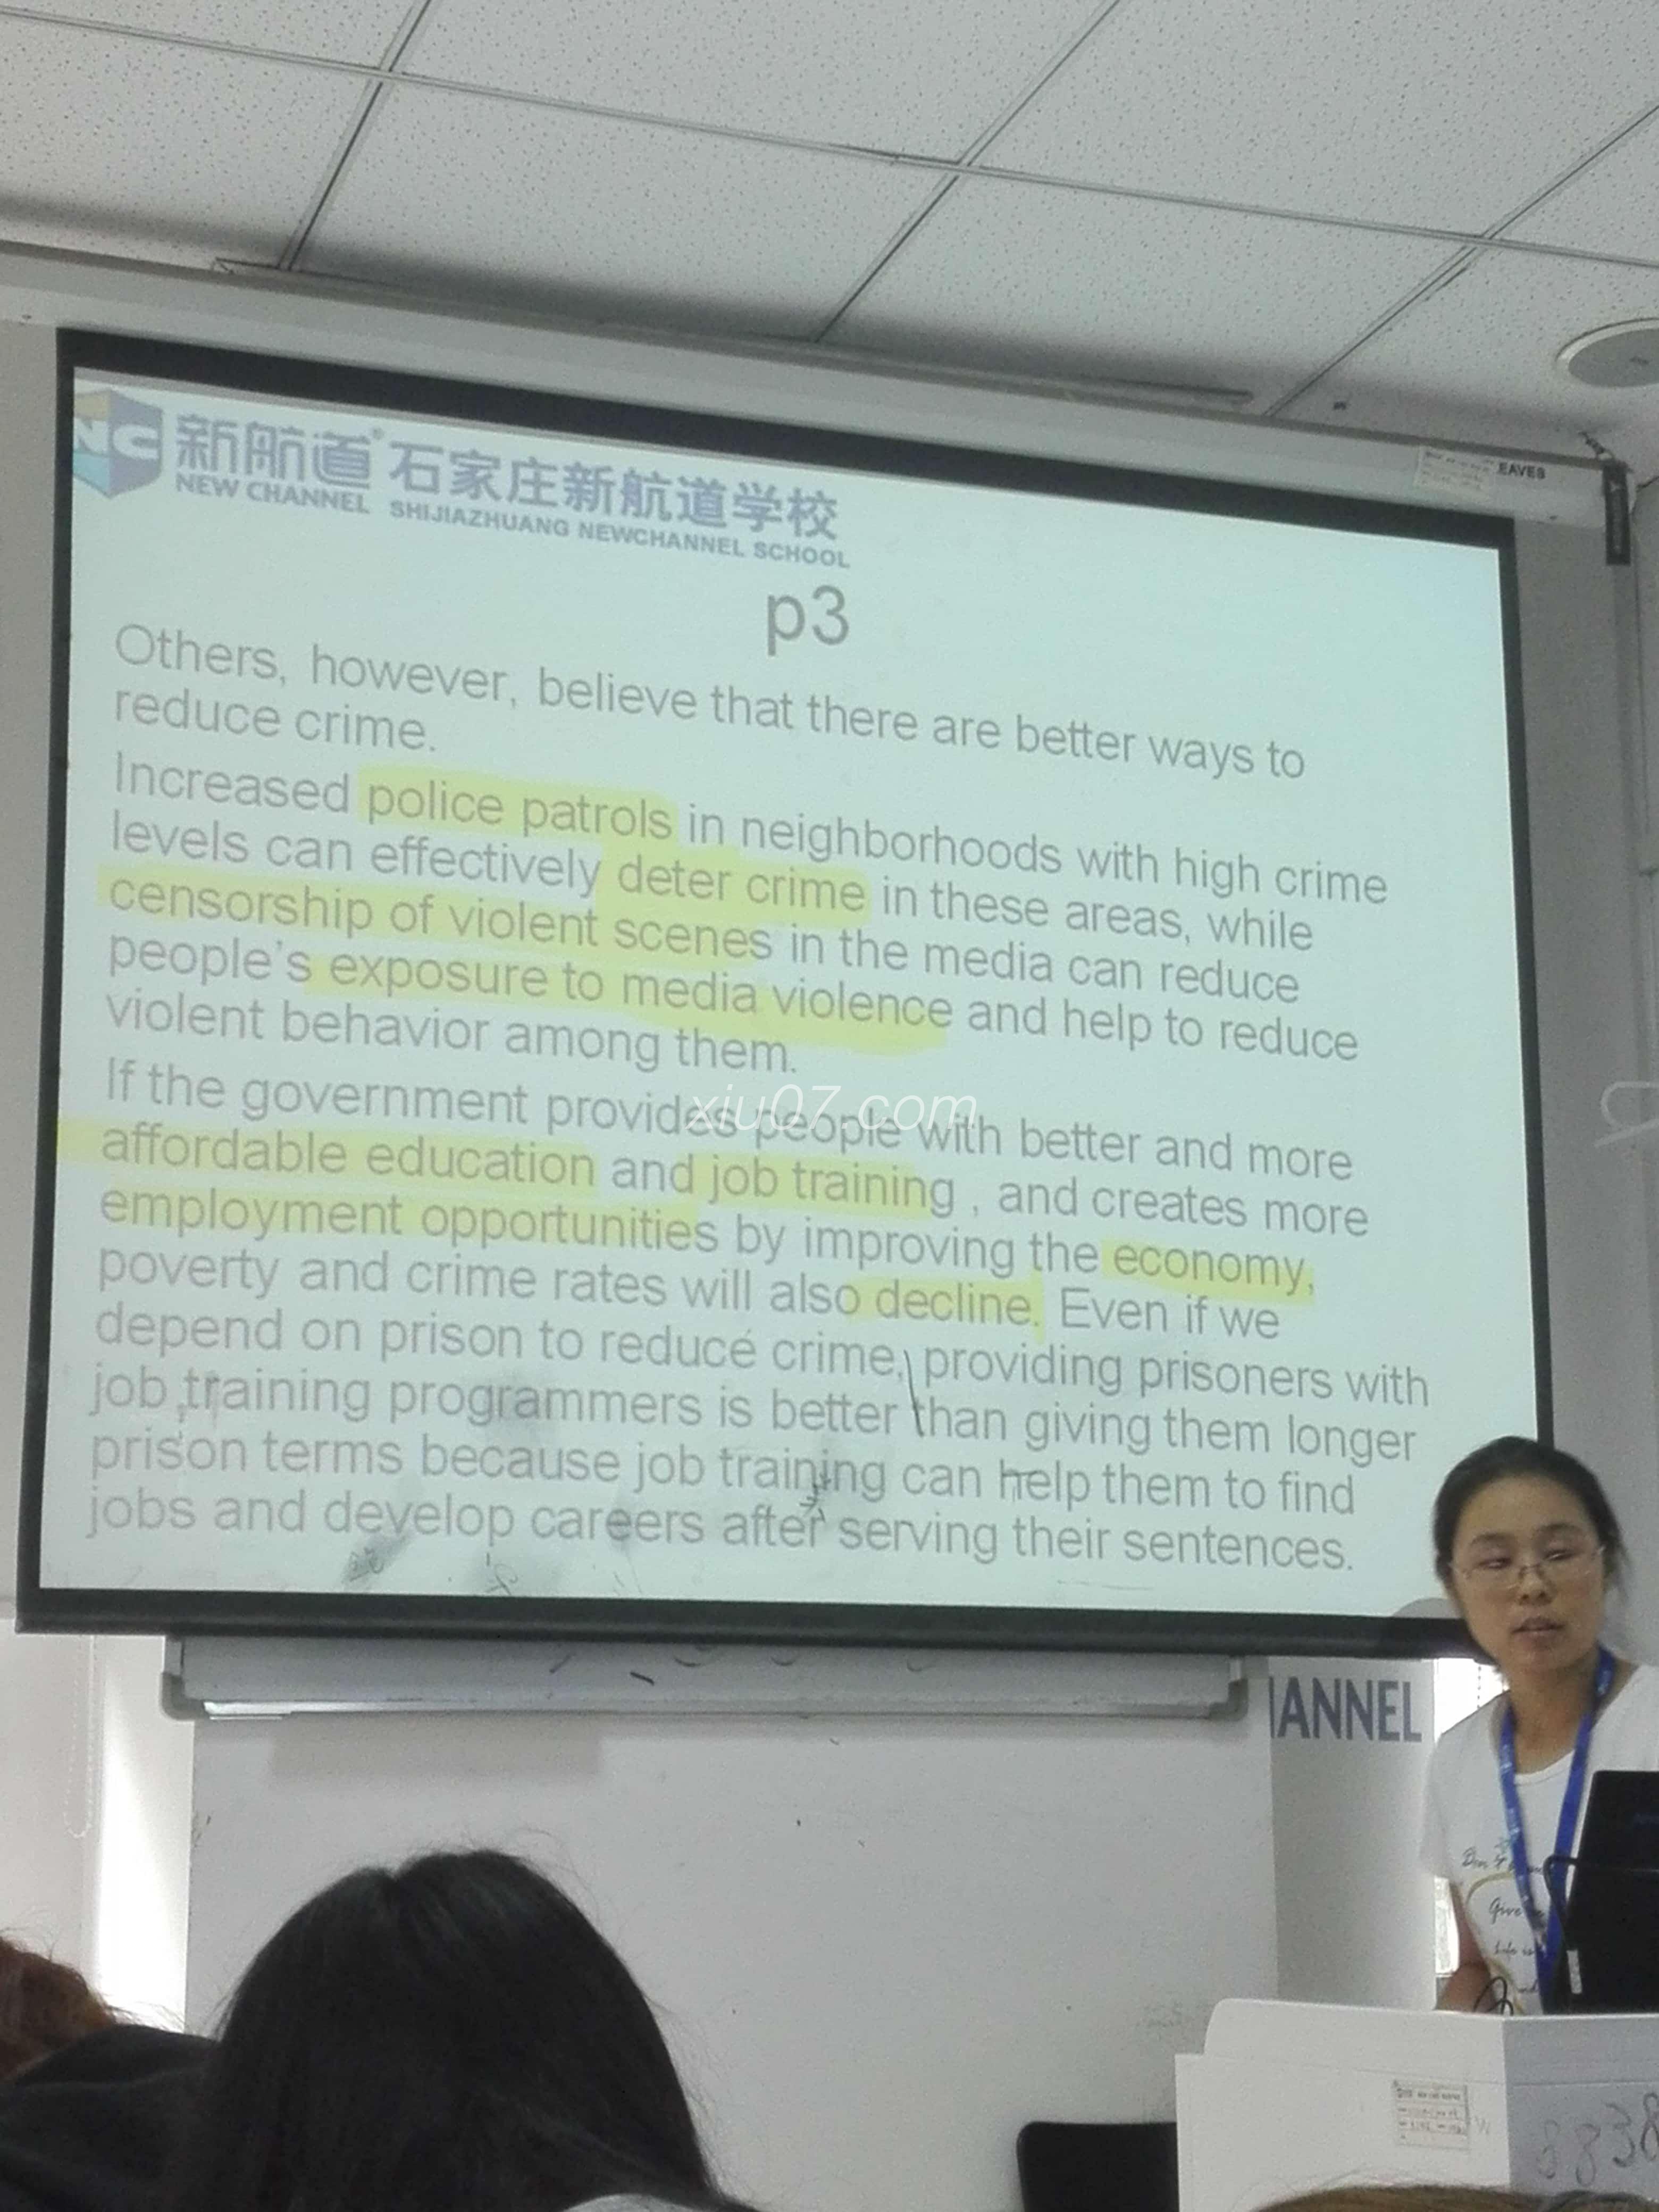 新航道 石家庄新航道学校
NEW CHANNEL SHIJIAZHUANG NEWCHANNEL SCHOOL
EAVES
p3
Others, however, believe that there are better ways to
reduce crime.
Increased police patrols in neighborhoods with high crime
levels can effectively deter crime in these areas, while
censorship of violent scenes in the media can reduce
people's exposure to media violence and help to reduce
violent behavior among them.
If the government provides people with better and more
affordable education and job training , and creates more
employment opportunities by improving the economy,
poverty and crime rates will also decline. Even if we
depend on prison to reduce crime, providing prisoners with
job training programmers is better than giving them longer
prison terms because job training can help them to find
jobs and develop careers after serving their sentences.
xiu07.com
HANNEL
Give
Life is
8838